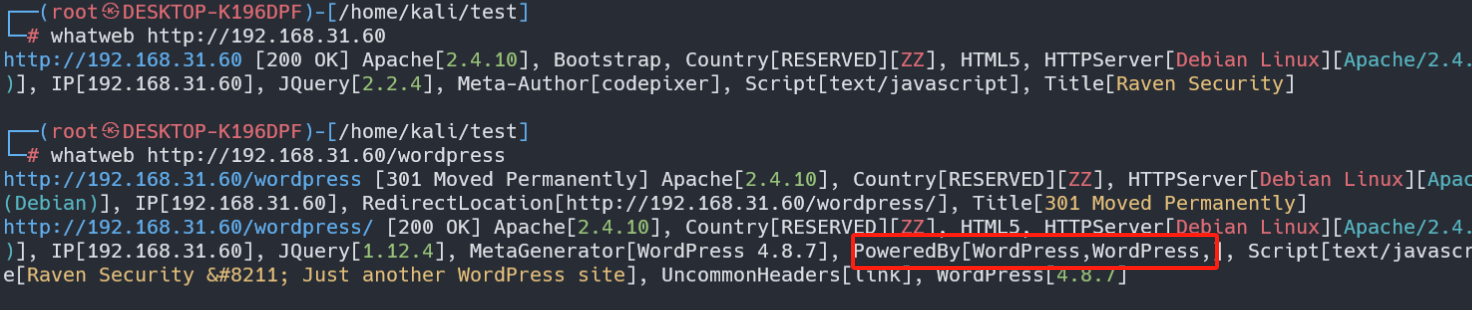 ┌──(root㉿DESKTOP-K196DPF)-[/home/kali/test]
└─# whatweb http://192.168.31.60
http://192.168.31.60 [200 OK] Apache[2.4.10], Bootstrap, Country[RESERVED][ZZ], HTML5, HTTPServer[Debian Linux][Apache/2.4.
)], IP[192.168.31.60], JQuery[2.2.4], Meta-Author[codepixer], Script[text/javascript], Title[Raven Security]
┌──(root㉿DESKTOP-K196DPF)-[/home/kali/test]
└─# whatweb http://192.168.31.60/wordpress
http://192.168.31.60/wordpress [301 Moved Permanently] Apache[2.4.10], Country[RESERVED][ZZ], HTTPServer[Debian Linux][Apac
(Debian)], IP[192.168.31.60], RedirectLocation[http://192.168.31.60/wordpress/], Title[301 Moved Permanently]
http://192.168.31.60/wordpress/ [200 OK] Apache[2.4.10], Country[RESERVED][ZZ], HTML5, HTTPServer[Debian Linux][Apache/2.4.
)], IP[192.168.31.60], JQuery[1.12.4], MetaGenerator[WordPress 4.8.7], PoweredBy[WordPress,WordPress,], Script[text/javascr
e[Raven Security &#8211; Just another WordPress site], UncommonHeaders[link], WordPress[4.8.7]